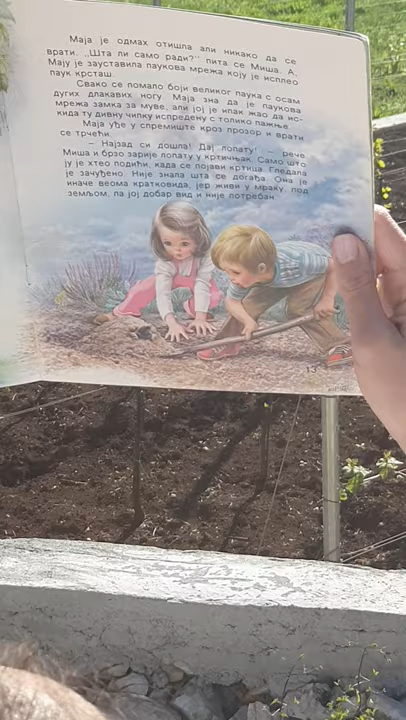 Маја је одмах отишла али никако да се
врати. „Шта ли само ради?" пита се Миша. А,
Мају је зауставила паукова мрежа коју је исплео
паук крсташ.
Свако се помало боји великог паука с осам
дугих длакавих ногу. Маја зна да је паукова
мрежа замка за муве, али јој је ипак жао да ис-
кида ту дивну чипку испредену с толико пажње.
Маја уђе у спремиште кроз прозор и врати
се трчећи.
– Најзад си дошла! Дај лопату! – рече
Миша и брзо зарије лопату у кртичњак. Само што
ју је хтео подићи, када се појави кртица. Гледала
је зачуђено. Није знала шта се догађа. Она је
иначе веома кратковида, јер живи у мраку, под
земљом, па јој добар вид и није потребан.
13